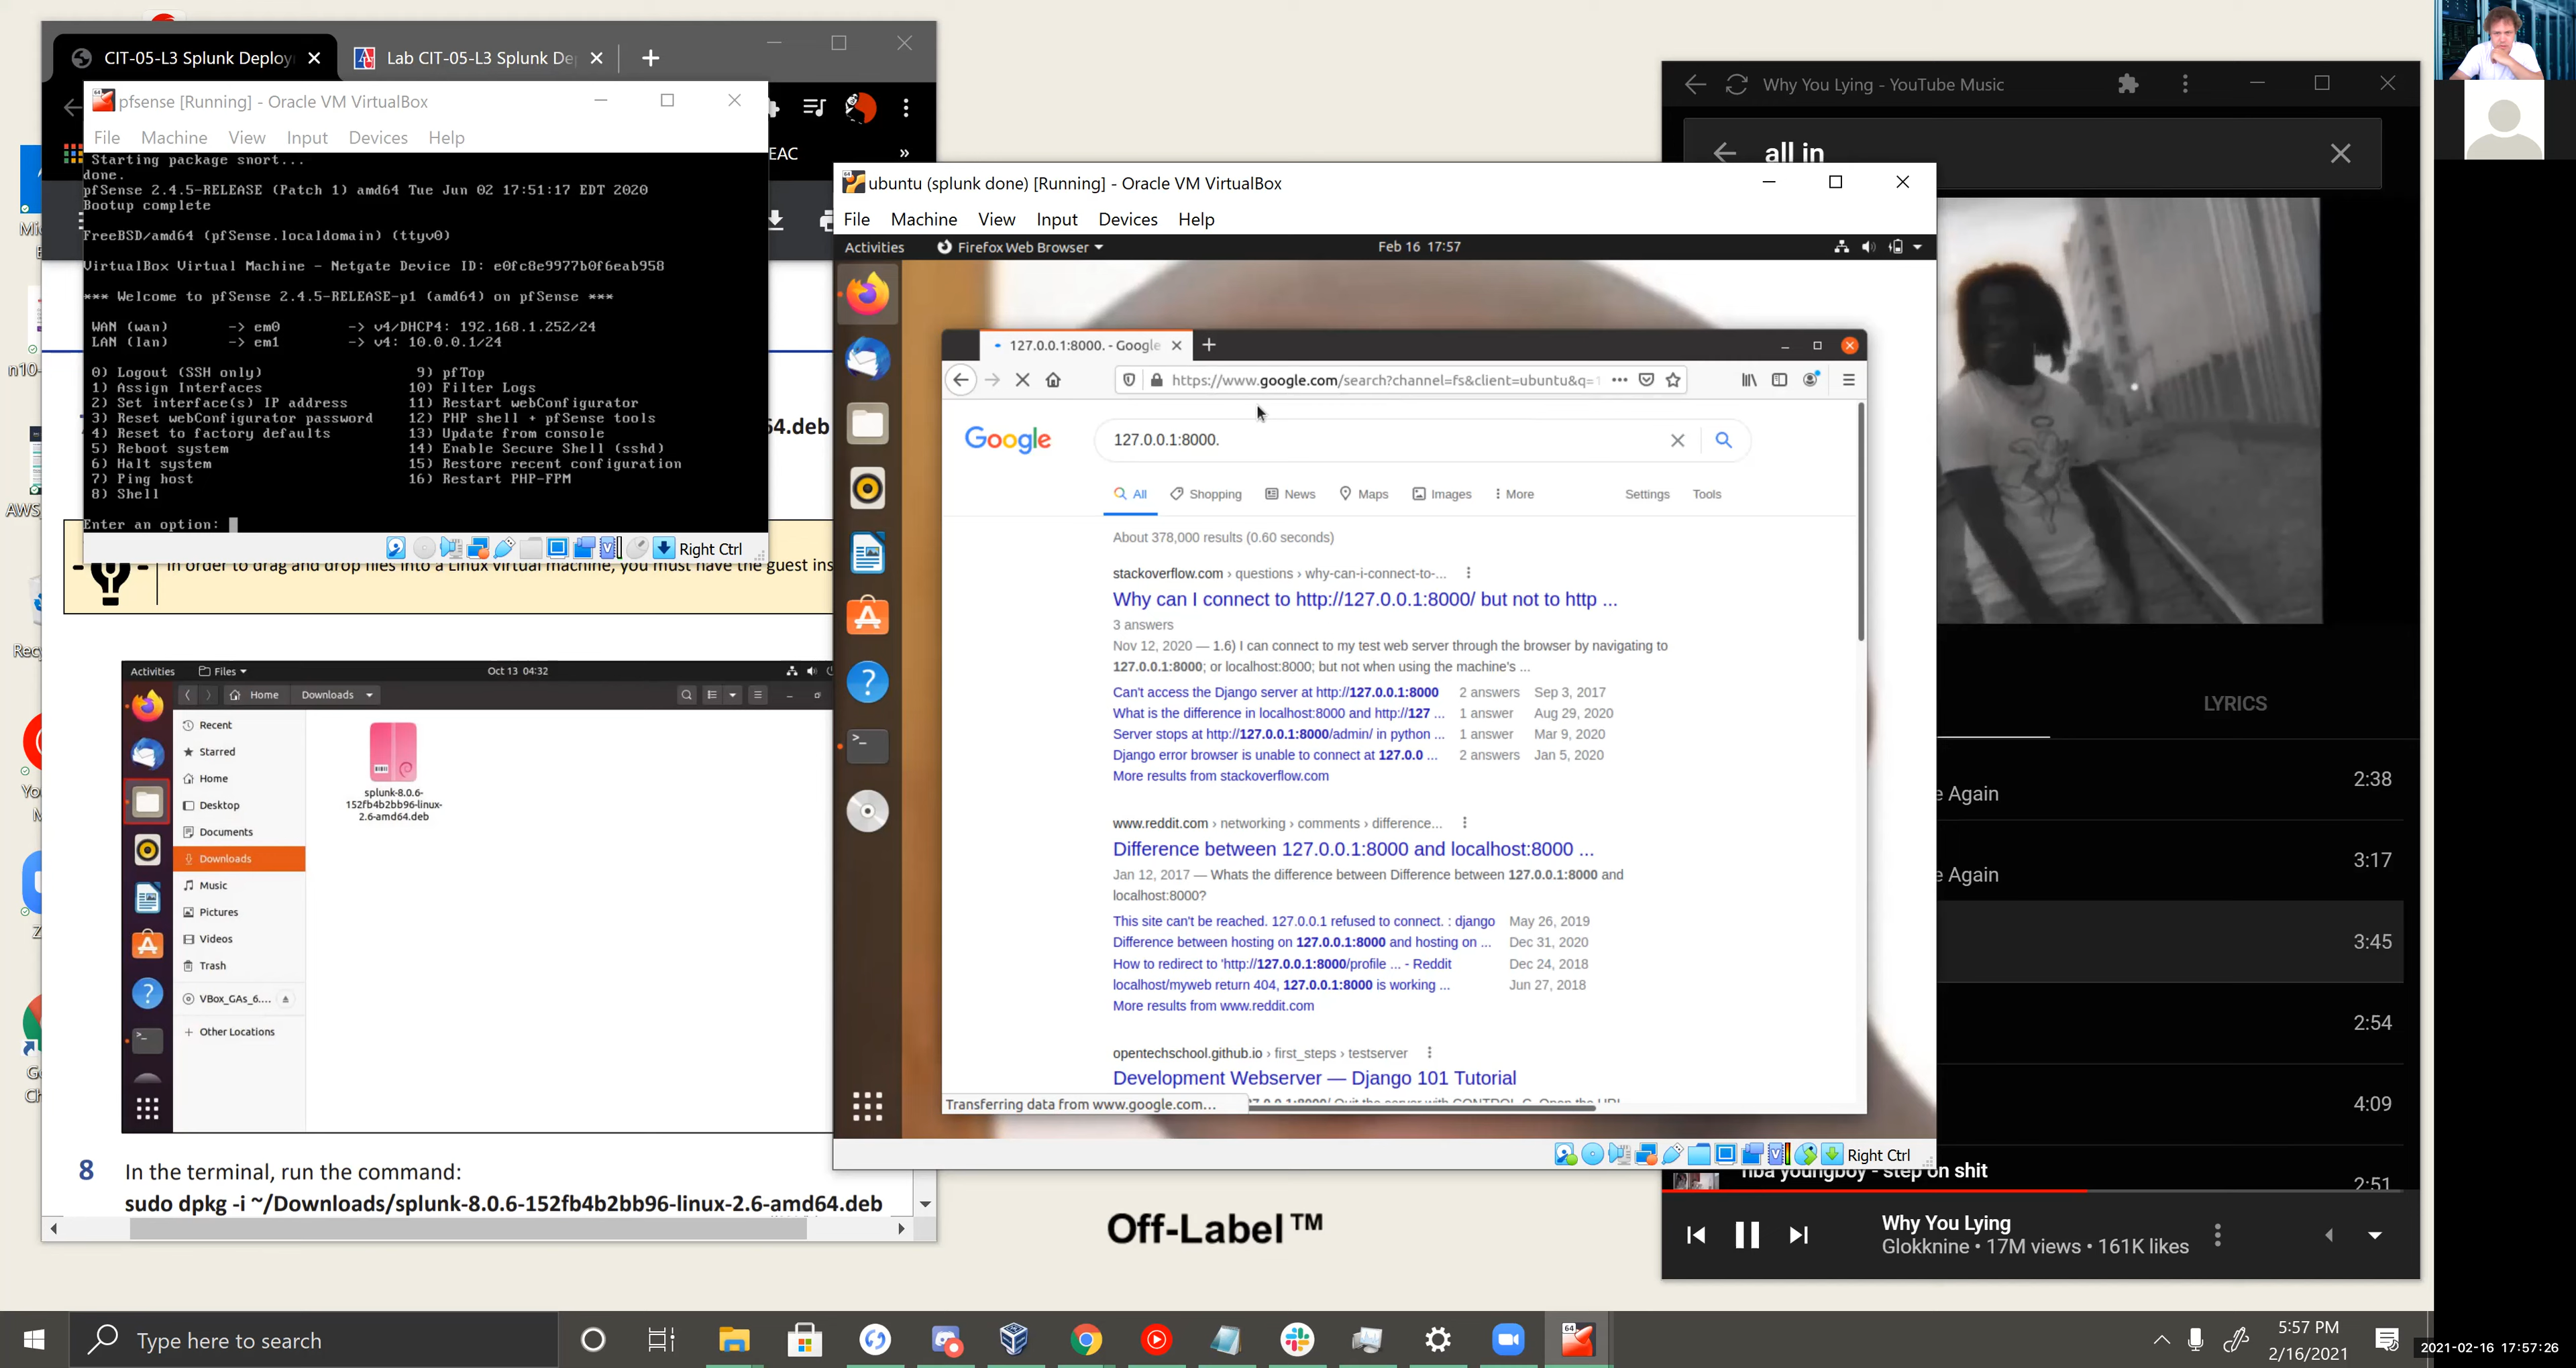 CIT-05-L3 Splunk Deploy
Lab CIT-05-L3 Splunk De
EAC
pfsense [Running] - Oracle VM VirtualBox
File Machine View Input Devices Help
Starting package snort...
done.
pfSense 2.4.5-RELEASE (Patch 1) amd64 Tue Jun 02 17:51:17 EDT 2020
Bootup complete
FreeBSD/amd64 (pfSense.localdomain) (ttyv0)
VirtualBox Virtual Machine - Netgate Device ID: e0fc8e9977b0f6eab958
*** Welcome to pfSense 2.4.5-RELEASE-p1 (amd64) on pfSense ***
WAN (wan) -> em0 -> v4/DHCP4: 192.168.1.252/24
LAN (lan) -> em1 -> v4: 10.0.0.1/24
0) Logout (SSH only) 9) pfTop
1) Assign Interfaces 10) Filter Logs
2) Set interface(s) IP address 11) Restart webConfigurator
3) Reset webConfigurator password 12) PHP shell + pfSense tools
4) Reset to factory defaults 13) Update from console
5) Reboot system 14) Enable Secure Shell (sshd)
6) Halt system 15) Restore recent configuration
7) Ping host 16) Restart PHP-FPM
8) Shell
Enter an option:
Right Ctrl
64.deb
In order to drag and drop files into a Linux virtual machine, you must have the guest ins
Activities Files Oct 13 04:32
Home Downloads
Recent
Starred
Home
Desktop
Documents
Downloads
Music
Pictures
Videos
Trash
VBox_GAs_6....
Other Locations
splunk-8.0.6-
152fb4b2bb96-linux-
2.6-amd64.deb
8 In the terminal, run the command:
sudo dpkg -i ~/Downloads/splunk-8.0.6-152fb4b2bb96-linux-2.6-amd64.deb
ubuntu (splunk done) [Running] - Oracle VM VirtualBox
File Machine View Input Devices Help
Activities Firefox Web Browser Feb 16 17:57
127.0.0.1:8000. - Google
https://www.google.com/search?channel=fs&client=ubuntu&q=1
Google
127.0.0.1:8000.
All Shopping News Maps Images More Settings Tools
About 378,000 results (0.60 seconds)
stackoverflow.com › questions › why-can-i-connect-to-...
Why can I connect to http://127.0.0.1:8000/ but not to http ...
3 answers
Nov 12, 2020 — 1.6) I can connect to my test web server through the browser by navigating to
127.0.0.1:8000; or localhost:8000; but not when using the machine's ...
Can't access the Django server at http://127.0.0.1:8000 2 answers Sep 3, 2017
What is the difference in localhost:8000 and http://127 ... 1 answer Aug 29, 2020
Server stops at http://127.0.0.1:8000/admin/ in python ... 1 answer Mar 9, 2020
Django error browser is unable to connect at 127.0.0 ... 2 answers Jan 5, 2020
More results from stackoverflow.com
www.reddit.com › networking › comments › difference...
Difference between 127.0.0.1:8000 and localhost:8000 ...
Jan 12, 2017 — Whats the difference between Difference between 127.0.0.1:8000 and
localhost:8000?
This site can't be reached. 127.0.0.1 refused to connect. : django May 26, 2019
Difference between hosting on 127.0.0.1:8000 and hosting on ... Dec 31, 2020
How to redirect to 'http://127.0.0.1:8000/profile ... - Reddit Dec 24, 2018
localhost/myweb return 404, 127.0.0.1:8000 is working ... Jun 27, 2018
More results from www.reddit.com
opentechschool.github.io › first_steps › testserver
Development Webserver — Django 101 Tutorial
Transferring data from www.google.com...
Right Ctrl
Why You Lying - YouTube Music
all in
LYRICS
2:38
e Again
3:17
e Again
3:45
2:54
4:09
nba youngboy - step on shit
2:51
Why You Lying
Glokknine • 17M views • 161K likes
Off-Label™
Type here to search
5:57 PM
2/16/2021
2021-02-16 17:57:26